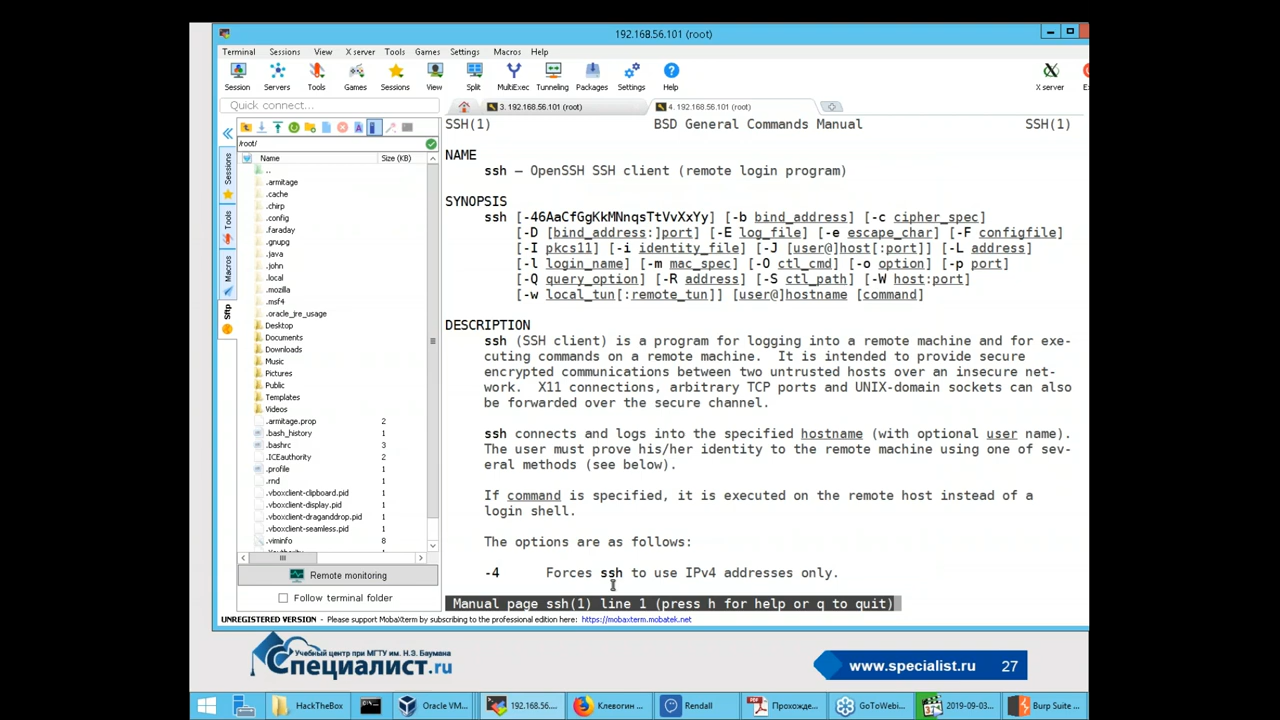 192.168.56.101 (root)
Terminal Sessions View X server Tools Games Settings Macros Help
Session Servers Tools Games Sessions View Split MultiExec Tunneling Packages Settings Help X server
Quick connect...
3. 192.168.56.101 (root)
4. 192.168.56.101 (root)
/root/
Name Size (KB)
..
.armitage
.cache
.chirp
.config
.faraday
.gnupg
.java
.john
.local
.mozilla
.msf4
.oracle_jre_usage
Desktop
Documents
Downloads
Music
Pictures
Public
Templates
Videos
.armitage.prop 2
.bash_history 1
.bashrc 3
.ICEauthority 2
.profile 1
.rnd 1
.vboxclient-clipboard.pid 1
.vboxclient-display.pid 1
.vboxclient-draganddrop.pid 1
.vboxclient-seamless.pid 1
.viminfo 8
Remote monitoring
Follow terminal folder
Sessions
Tools
Macros
Sftp
SSH(1) BSD General Commands Manual SSH(1)
NAME
ssh — OpenSSH SSH client (remote login program)
SYNOPSIS
ssh [-46AaCfGgKkMNnqsTtVvXxYy] [-b bind_address] [-c cipher_spec]
[-D [bind_address:]port] [-E log_file] [-e escape_char] [-F configfile]
[-I pkcs11] [-i identity_file] [-J [user@]host[:port]] [-L address]
[-l login_name] [-m mac_spec] [-O ctl_cmd] [-o option] [-p port]
[-Q query_option] [-R address] [-S ctl_path] [-W host:port]
[-w local_tun[:remote_tun]] [user@]hostname [command]
DESCRIPTION
ssh (SSH client) is a program for logging into a remote machine and for exe-
cuting commands on a remote machine. It is intended to provide secure
encrypted communications between two untrusted hosts over an insecure net-
work. X11 connections, arbitrary TCP ports and UNIX-domain sockets can also
be forwarded over the secure channel.
ssh connects and logs into the specified hostname (with optional user name).
The user must prove his/her identity to the remote machine using one of sev-
eral methods (see below).
If command is specified, it is executed on the remote host instead of a
login shell.
The options are as follows:
-4 Forces ssh to use IPv4 addresses only.
Manual page ssh(1) line 1 (press h for help or q to quit)
UNREGISTERED VERSION - Please support MobaXterm by subscribing to the professional edition here: https://mobaxterm.mobatek.net
Учебный центр при МГТУ им. Н.Э. Баумана
Специалист.ru
www.specialist.ru 27
HackTheBox Oracle VM... 192.168.56.... Клевогин ... Rendall Прохожде... GoToWebi... 2019-09-03... Burp Suite ...